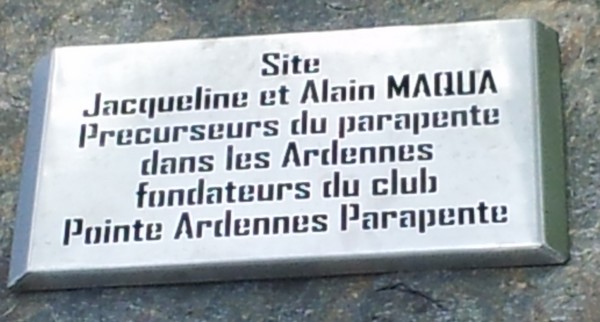 Site
Jacqueline et Alain MAQUA
Precurseurs du parapente
dans les Ardennes
fondateurs du club
Pointe Ardennes Parapente